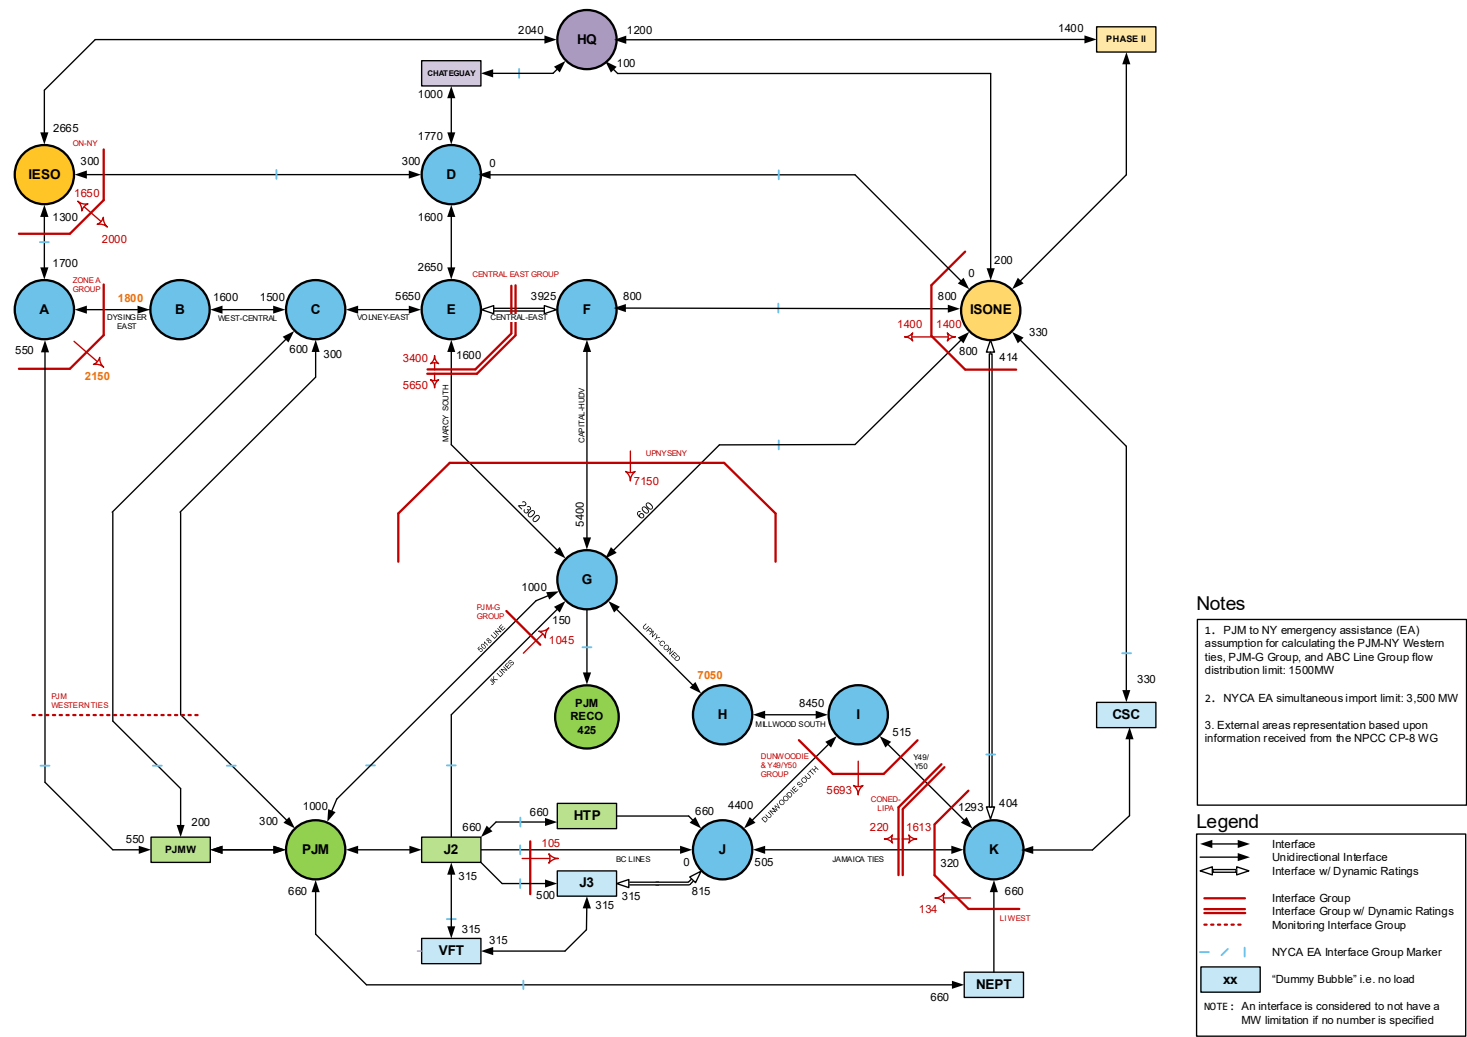 2040
HQ
1200
1400
PHASE II
100
CHATEGUAY
1000
2665
ON-NY
1770
IESO
300
300
D
0
1650
1300
2000
1600
1700
2650
0
200
330
ZONE A
GROUP
CENTRAL EAST GROUP
A
1800
B
1600
1500
C
5650
E
3925
F
800
800
ISONE
DYSINGER
EAST
WEST-CENTRAL
VOLNEY-EAST
CENTRAL-EAST
1400
1400
550
600
300
3400
1600
800
414
2150
5650
MARCY SOUTH
CAPITAL-HUDV
UPNYSENY
7150
2300
5400
600
G
1000
PJM-G
GROUP
150
1045
5018 LINE
JK LINES
UPNY-CONED
7050
PJM
WESTERN TIES
PJM
RECO
425
H
8450
I
MILLWOOD SOUTH
515
330
CSC
DUNWOODIE
& Y49/Y50
GROUP
Y49/
Y50
5693
DUNWOODIE SOUTH
CONED-
LIPA
1000
660
HTP
660
4400
220
1613
1293
404
550
200
300
660
PJMW
PJM
J2
105
BC LINES
0
J
505
JAMAICA TIES
320
K
660
315
500
J3
315
815
660
315
134
LI WEST
315
VFT
315
660
NEPT
Notes
1. PJM to NY emergency assistance (EA)
assumption for calculating the PJM-NY Western
ties, PJM-G Group, and ABC Line Group flow
distribution limit: 1500MW
2. NYCA EA simultaneous import limit: 3,500 MW
3. External areas representation based upon
information received from the NPCC CP-8 WG
Legend
Interface
Unidirectional Interface
Interface w/ Dynamic Ratings
Interface Group
Interface Group w/ Dynamic Ratings
Monitoring Interface Group
NYCA EA Interface Group Marker
xx
"Dummy Bubble" i.e. no load
NOTE: An interface is considered to not have a
MW limitation if no number is specified